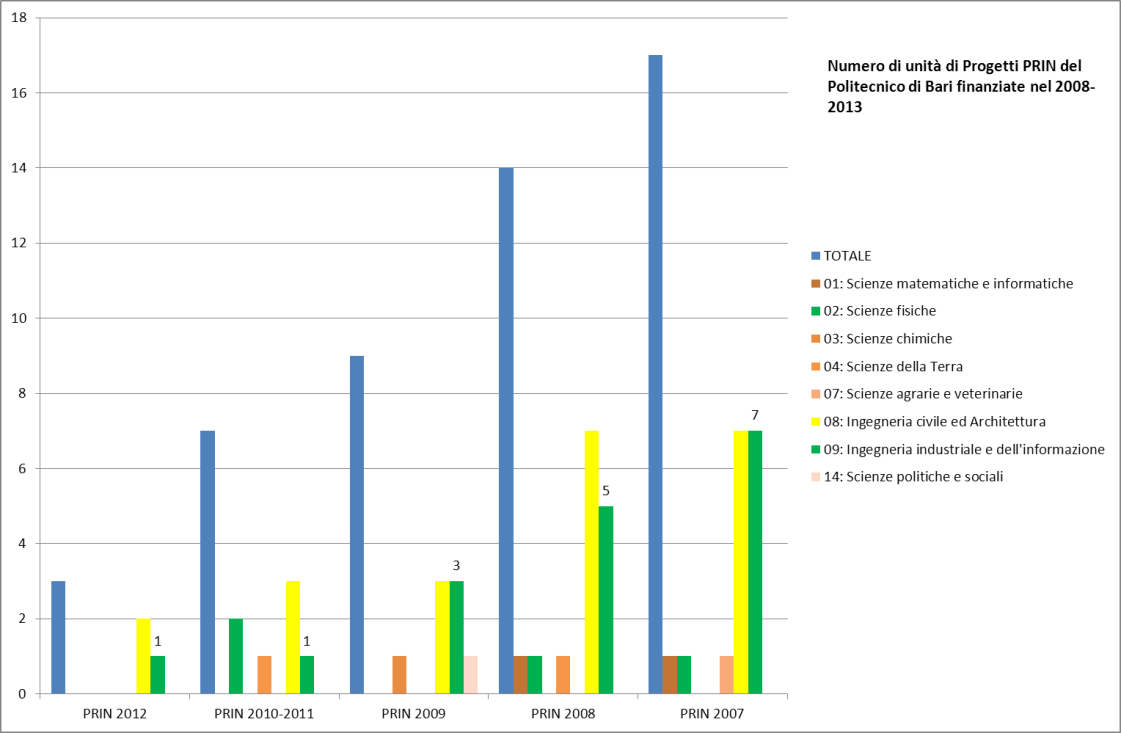 18
16
14
12
10
8
6
4
2
0
1
1
3
5
7
PRIN 2012
PRIN 2010-2011
PRIN 2009
PRIN 2008
PRIN 2007
Numero di unità di Progetti PRIN del
Politecnico di Bari finanziate nel 2008-
2013
TOTALE
01: Scienze matematiche e informatiche
02: Scienze fisiche
03: Scienze chimiche
04: Scienze della Terra
07: Scienze agrarie e veterinarie
08: Ingegneria civile ed Architettura
09: Ingegneria industriale e dell'informazione
14: Scienze politiche e sociali